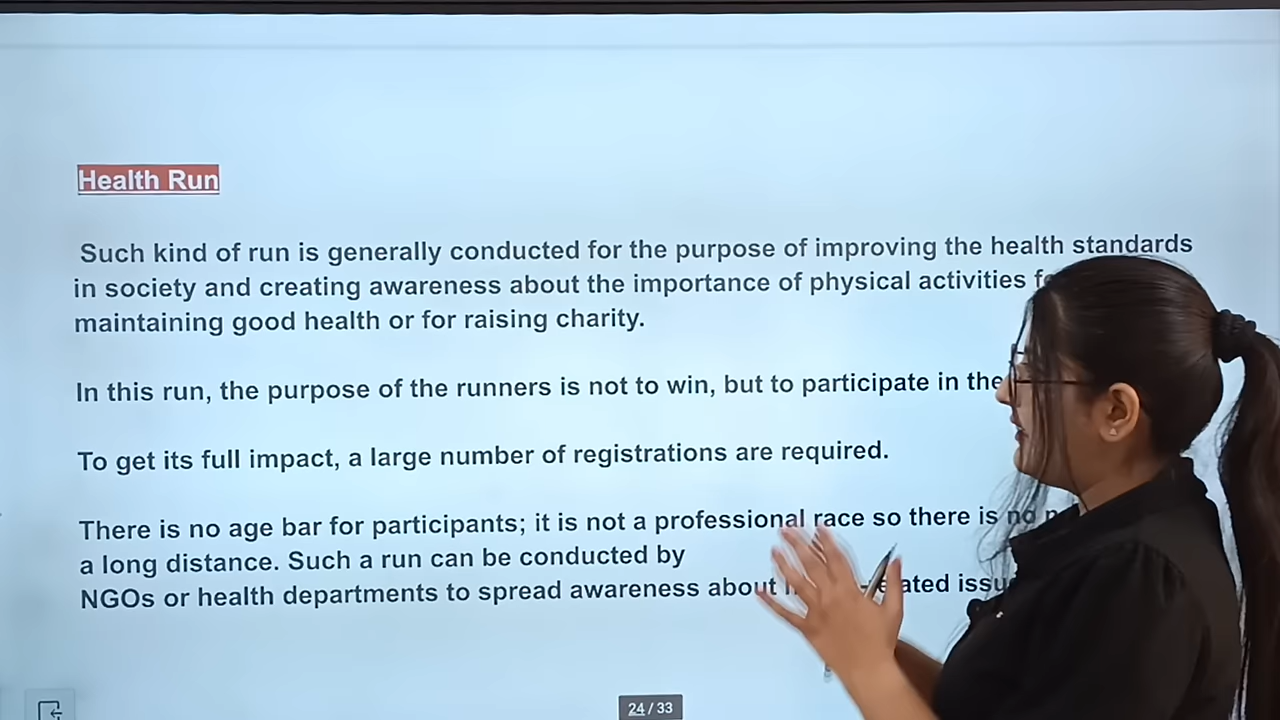 Health Run
Such kind of run is generally conducted for the purpose of improving the health standards
in society and creating awareness about the importance of physical activities
maintaining good health or for raising charity.
In this run, the purpose of the runners is not to win, but to participate in the
To get its full impact, a large number of registrations are required.
There is no age bar for participants; it is not a professional race so there is no
a long distance. Such a run can be conducted by
NGOs or health departments to spread awareness about
24 / 33